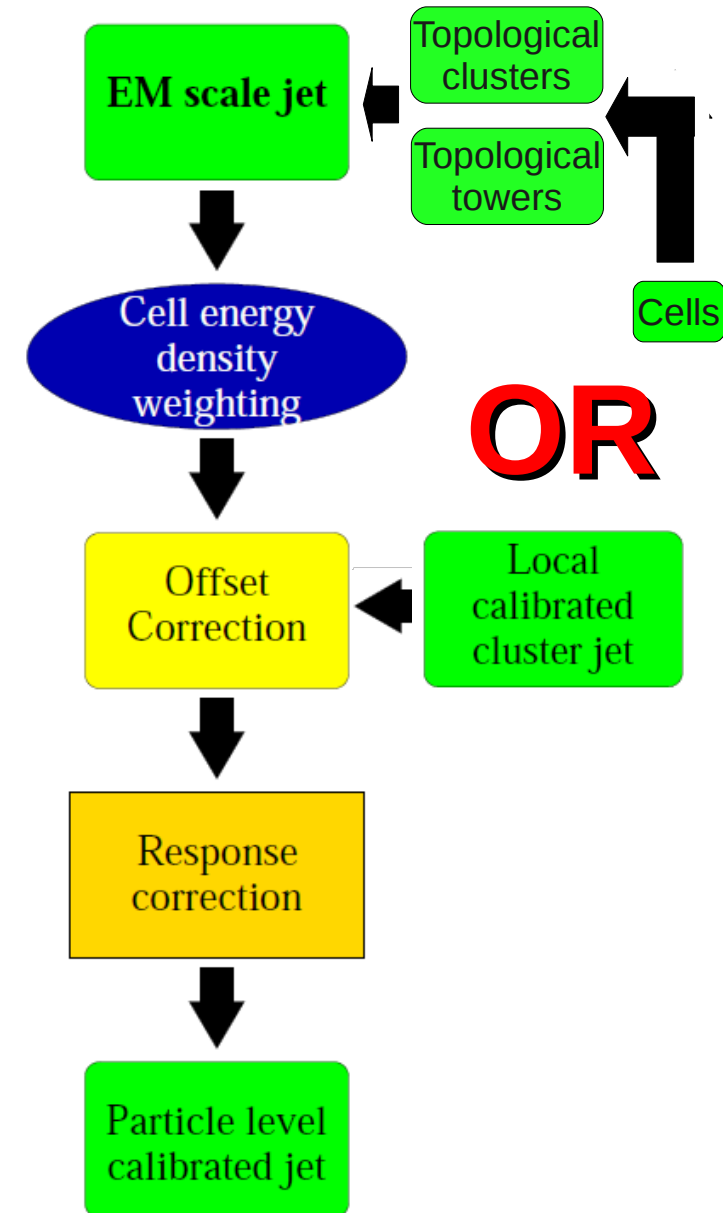 EM scale jet
Topological
clusters
Topological
towers
Cells
Cell energy
density
weighting
OR
Offset
Correction
Local
calibrated
cluster jet
Response
correction
Particle level
calibrated jet